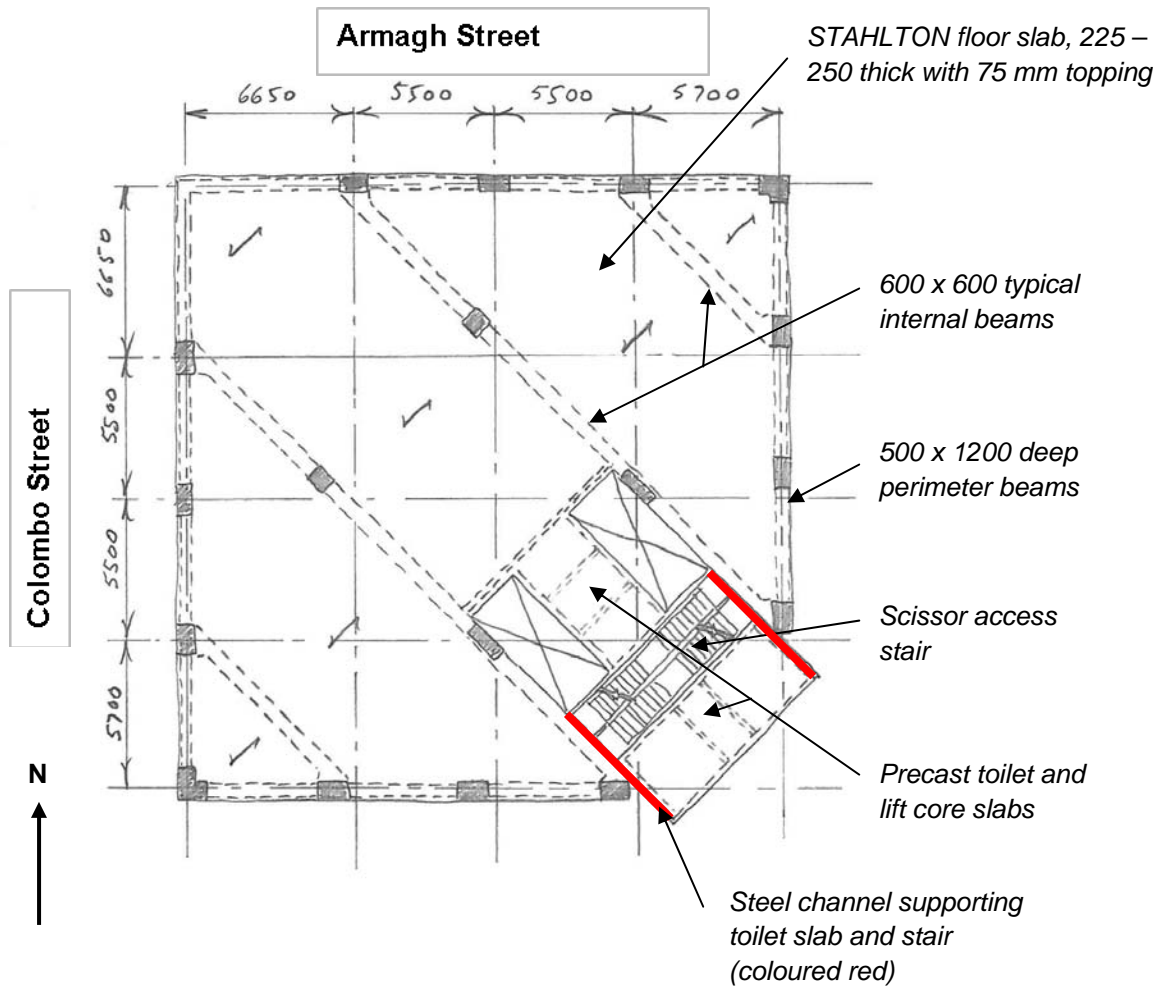 Armagh Street
STAHLTON floor slab, 225 –
250 thick with 75 mm topping
6650
5500
5500
5700
6650
5500
5500
5700
Colombo Street
600 x 600 typical
internal beams
500 x 1200 deep
perimeter beams
Scissor access
stair
Precast toilet and
lift core slabs
N
Steel channel supporting
toilet slab and stair
(coloured red)